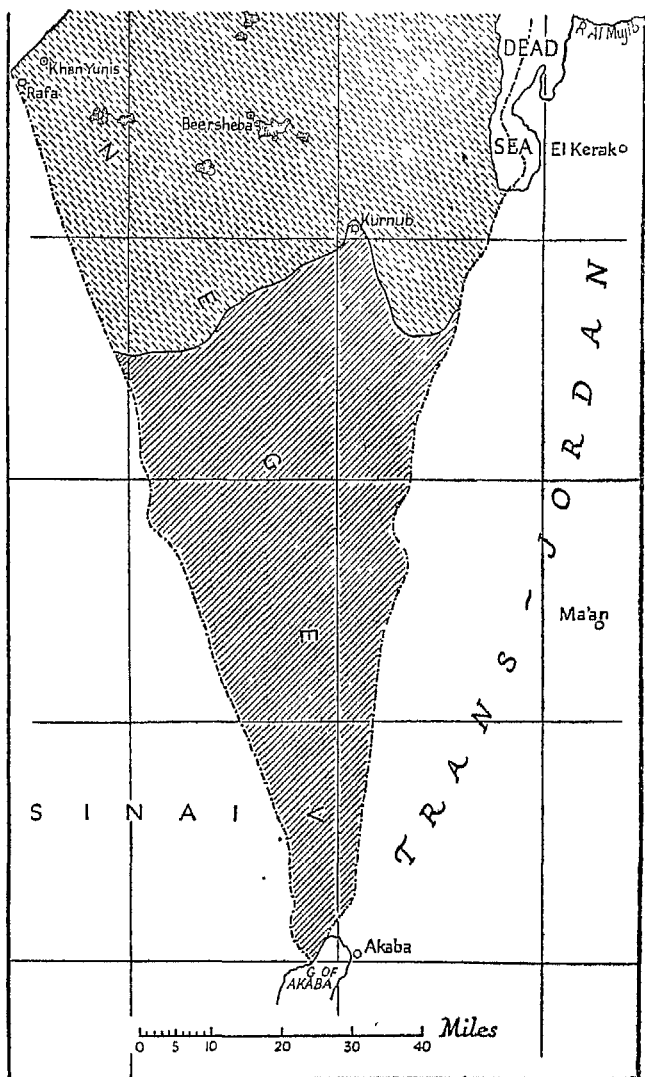 R. Al Mujib
DEAD
SEA
Khan Yunis
Rafa
Beersheba
El Kerak
Kurnub
NEGEV
TRANS-JORDAN
Ma'an
SINAI
Akaba
G OF
AKABA
Miles
0 5 10 20 30 40